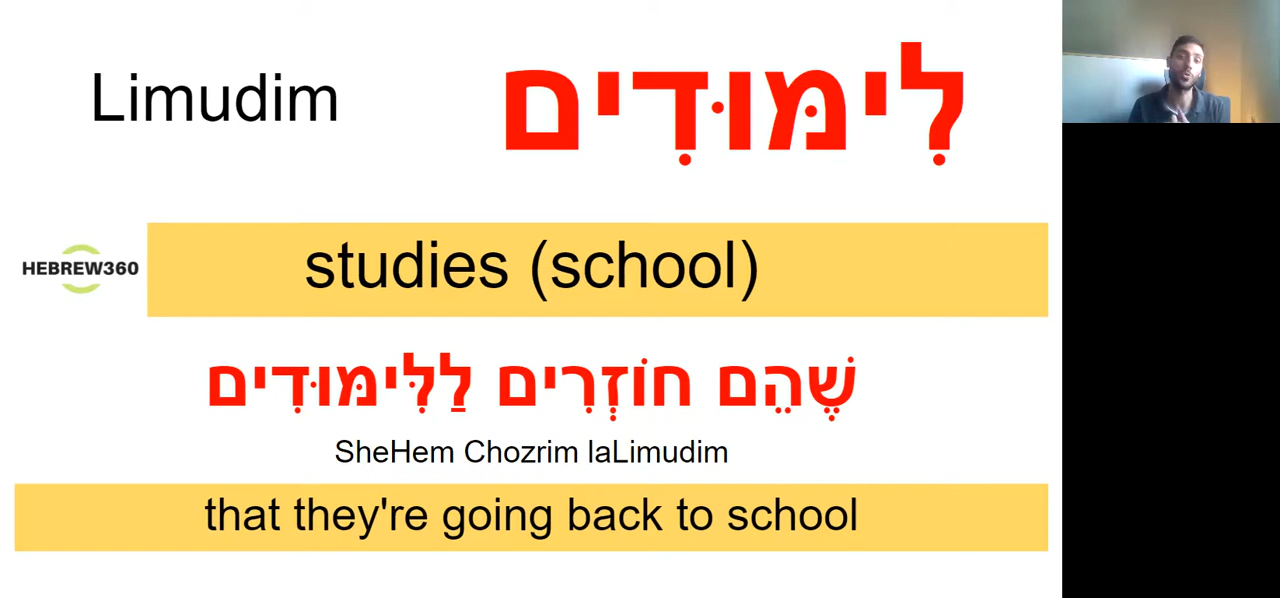 Limudim לִימּוּדִים
HEBREW360
studies (school)
שֶׁהֵם חוֹזְרִים לַלִּימּוּדִים
SheHem Chozrim laLimudim
that they're going back to school